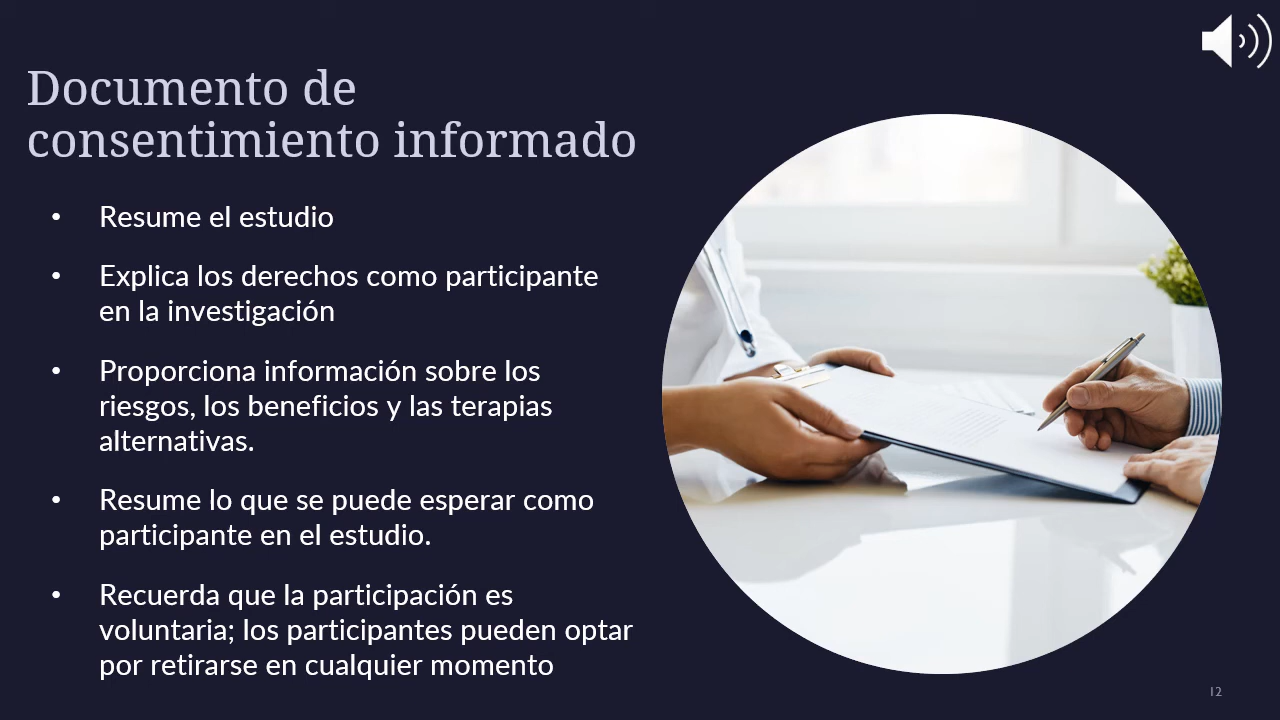 Documento de
consentimiento informado
• Resume el estudio
• Explica los derechos como participante
en la investigación
• Proporciona información sobre los
riesgos, los beneficios y las terapias
alternativas.
• Resume lo que se puede esperar como
participante en el estudio.
• Recuerda que la participación es
voluntaria; los participantes pueden optar
por retirarse en cualquier momento
12